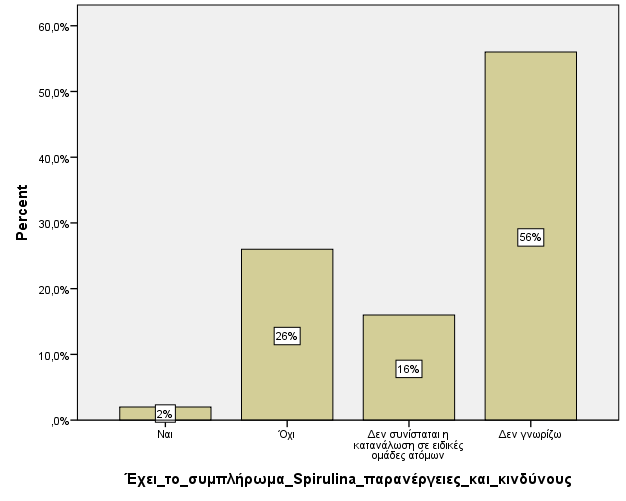 60,0%
50,0%
40,0%
30,0%
20,0%
10,0%
,0%
Percent
2%
26%
16%
56%
Ναι
Όχι
Δεν συνίσταται η
κατανάλωση σε ειδικές
ομάδες ατόμων
Δεν γνωρίζω
Έχει_το_συμπλήρωμα_Spirulina_παρανέργειες_και_κινδύνους